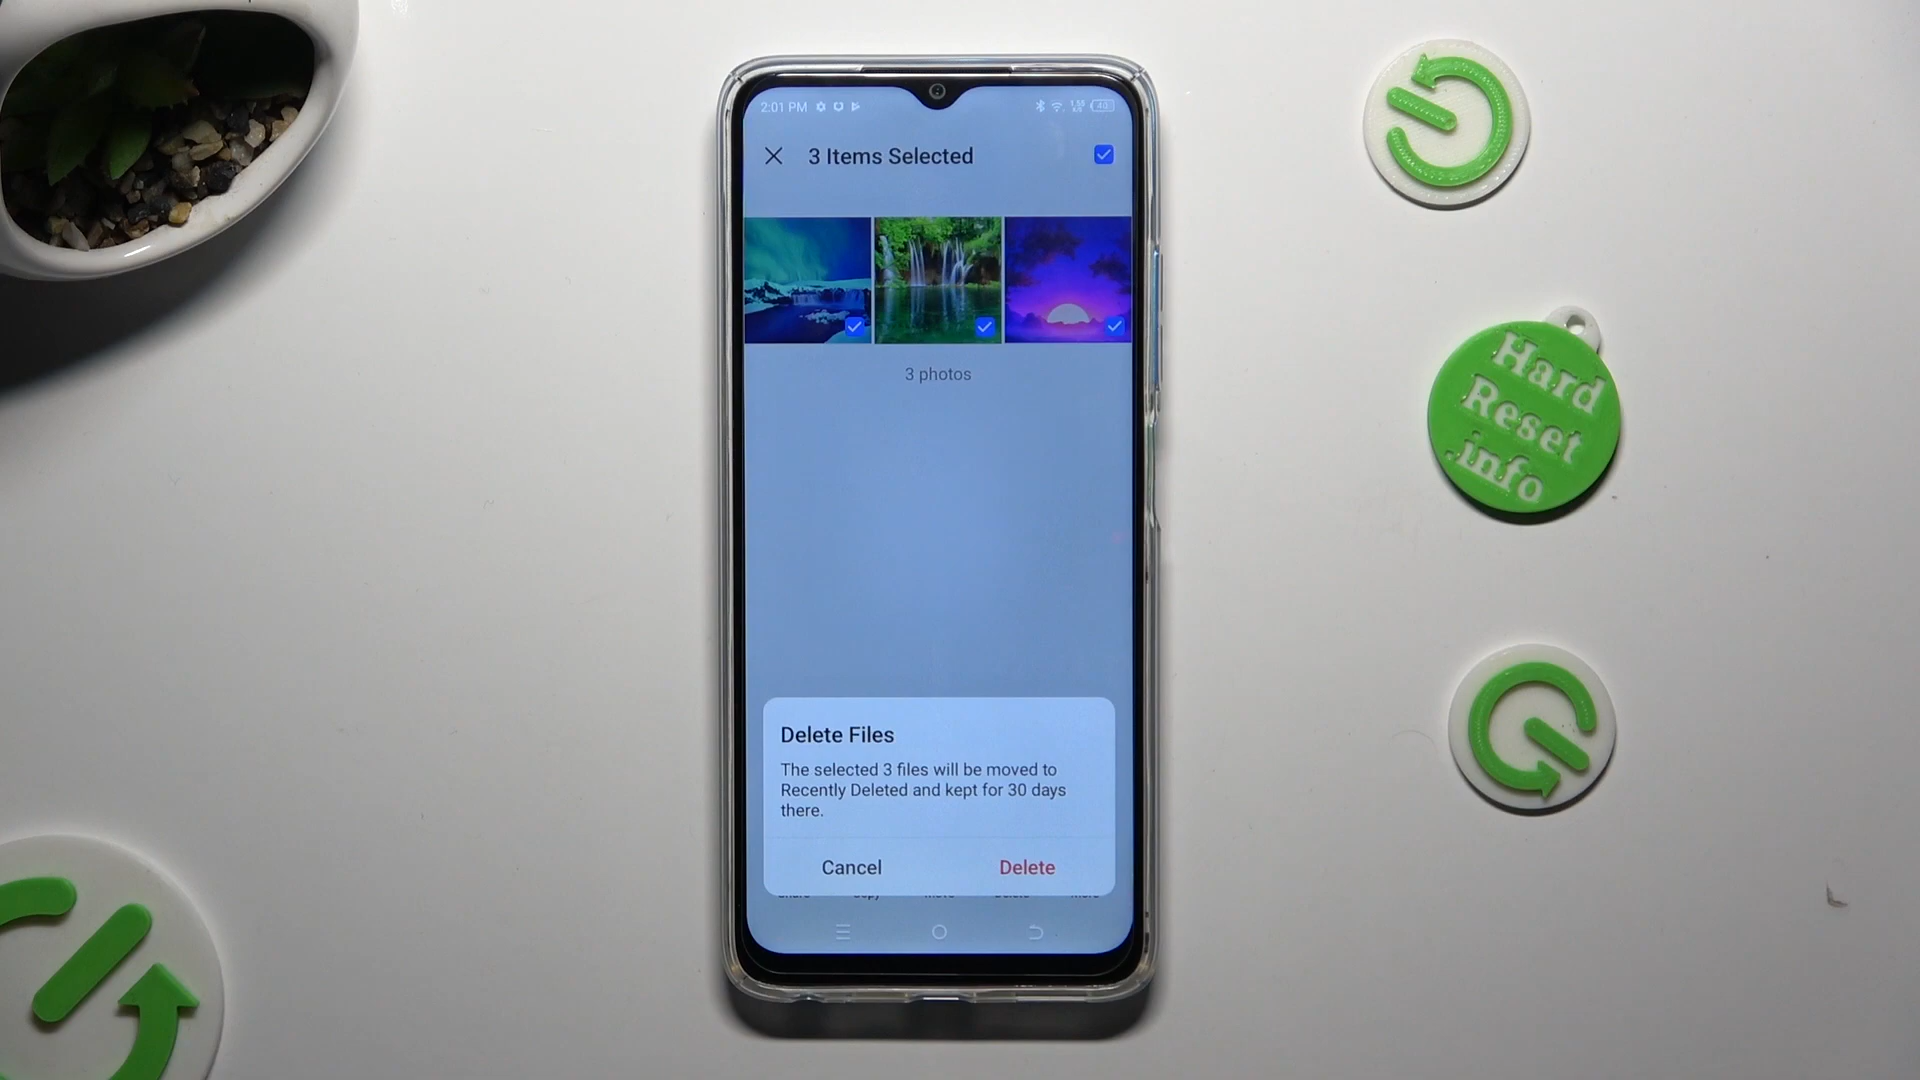 2:01 PM
3 Items Selected
3 photos
Delete Files
The selected 3 files will be moved to
Recently Deleted and kept for 30 days
there.
Cancel Delete
Hard
Reset
.info